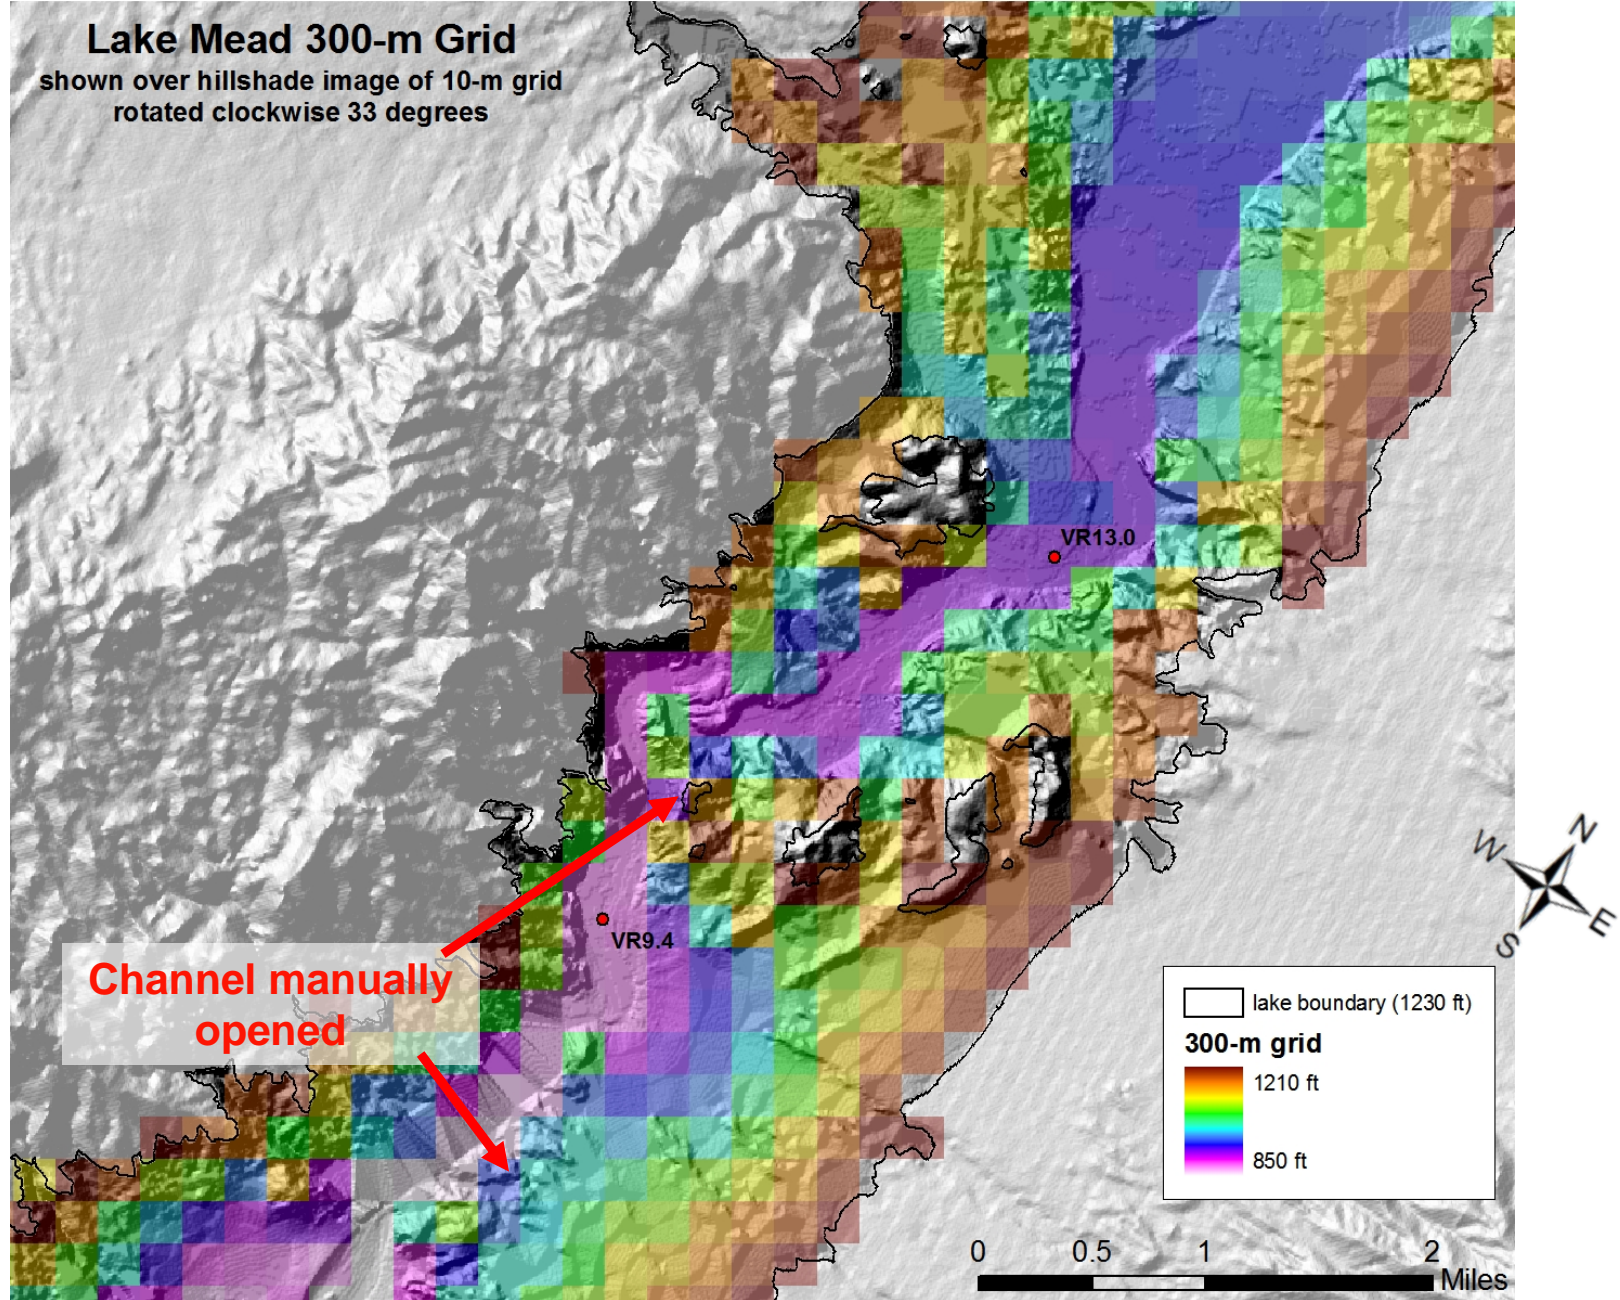 Lake Mead 300-m Grid
shown over hillshade image of 10-m grid
rotated clockwise 33 degrees
VR13.0
VR9.4
Channel manually
opened
N
W
E
S
lake boundary (1230 ft)
300-m grid
1210 ft
850 ft
0 0.5 1 2
Miles